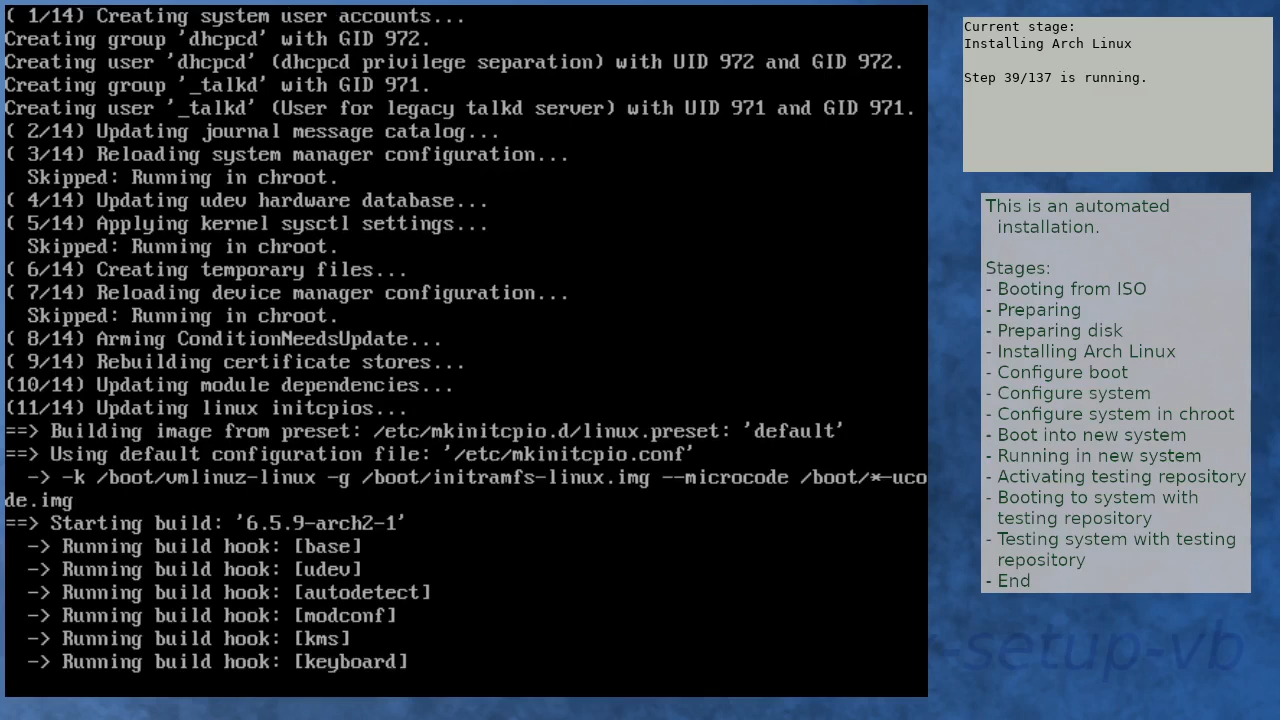 ( 1/14) Creating system user accounts...
Creating group 'dhcpcd' with GID 972.
Creating user 'dhcpcd' (dhcpcd privilege separation) with UID 972 and GID 972.
Creating group '_talkd' with GID 971.
Creating user '_talkd' (User for legacy talkd server) with UID 971 and GID 971.
( 2/14) Updating journal message catalog...
( 3/14) Reloading system manager configuration...
  Skipped: Running in chroot.
( 4/14) Updating udev hardware database...
( 5/14) Applying kernel sysctl settings...
  Skipped: Running in chroot.
( 6/14) Creating temporary files...
( 7/14) Reloading device manager configuration...
  Skipped: Running in chroot.
( 8/14) Arming ConditionNeedsUpdate...
( 9/14) Rebuilding certificate stores...
(10/14) Updating module dependencies...
(11/14) Updating linux initcpios...
==> Building image from preset: /etc/mkinitcpio.d/linux.preset: 'default'
==> Using default configuration file: '/etc/mkinitcpio.conf'
  -> -k /boot/vmlinuz-linux -g /boot/initramfs-linux.img --microcode /boot/*-uco
de.img
==> Starting build: '6.5.9-arch2-1'
  -> Running build hook: [base]
  -> Running build hook: [udev]
  -> Running build hook: [autodetect]
  -> Running build hook: [modconf]
  -> Running build hook: [kms]
  -> Running build hook: [keyboard]
Current stage:
Installing Arch Linux
Step 39/137 is running.
This is an automated
installation.
Stages:
- Booting from ISO
- Preparing
- Preparing disk
- Installing Arch Linux
- Configure boot
- Configure system
- Configure system in chroot
- Boot into new system
- Running in new system
- Activating testing repository
- Booting to system with
testing repository
- Testing system with testing
repository
- End
-setup-vb